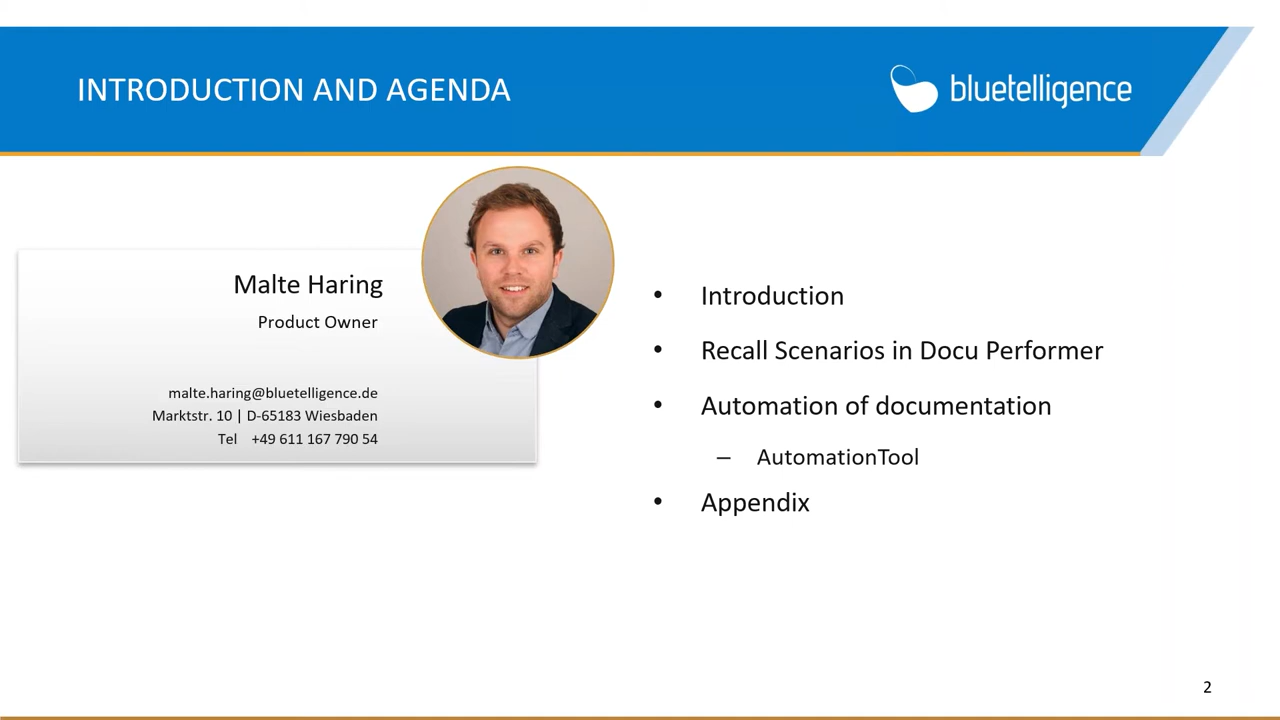 INTRODUCTION AND AGENDA
bluetelligence
Malte Haring
Product Owner
malte.haring@bluetelligence.de
Marktstr. 10 | D-65183 Wiesbaden
Tel +49 611 167 790 54
• Introduction
• Recall Scenarios in Docu Performer
• Automation of documentation
– AutomationTool
• Appendix
2